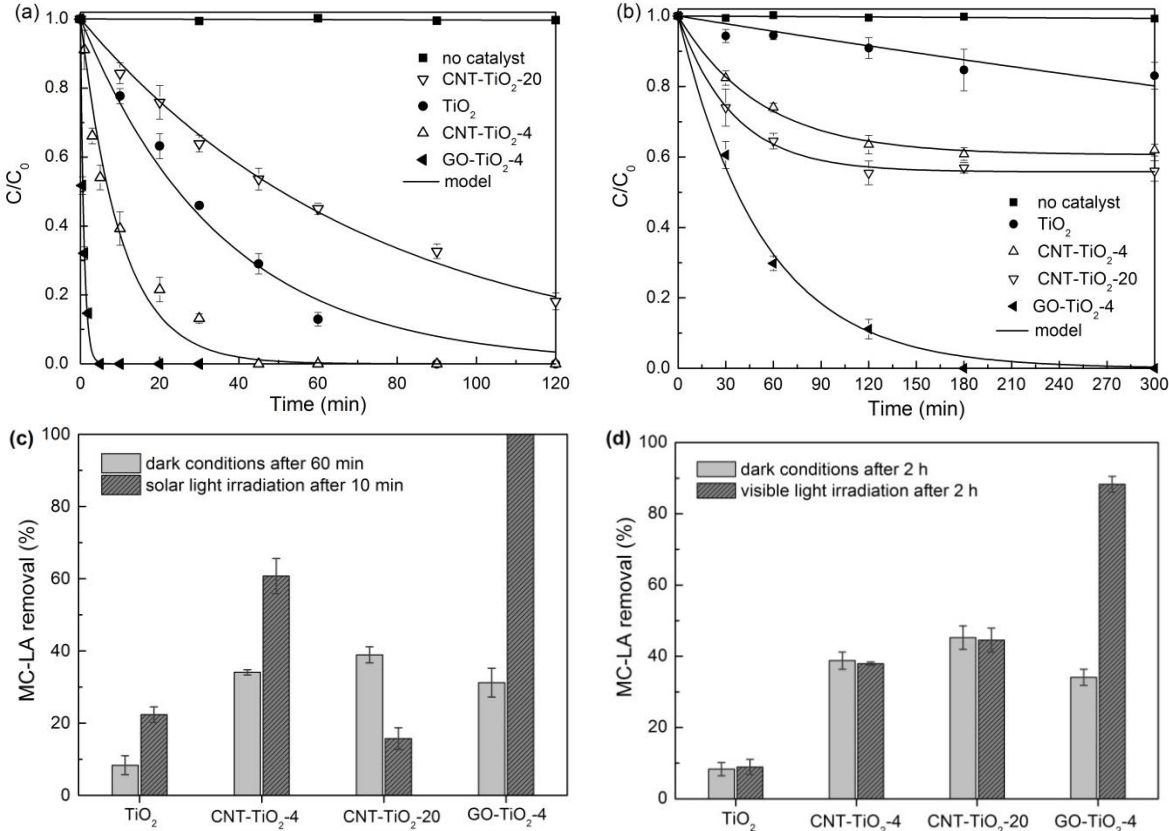 (a)
C/C₀
1.0
0.8
0.6
0.4
0.2
0.0
no catalyst
CNT-TiO₂-20
TiO₂
CNT-TiO₂-4
GO-TiO₂-4
model
0 20 40 60 80 100 120
Time (min)
(b)
C/C₀
1.0
0.8
0.6
0.4
0.2
0.0
no catalyst
TiO₂
CNT-TiO₂-4
CNT-TiO₂-20
GO-TiO₂-4
model
0 30 60 90 120 150 180 210 240 270 300
Time (min)
(c)
MC-LA removal (%)
100
80
60
40
20
0
dark conditions after 60 min
solar light irradiation after 10 min
TiO₂ CNT-TiO₂-4 CNT-TiO₂-20 GO-TiO₂-4
(d)
MC-LA removal (%)
100
80
60
40
20
0
dark conditions after 2 h
visible light irradiation after 2 h
TiO₂ CNT-TiO₂-4 CNT-TiO₂-20 GO-TiO₂-4